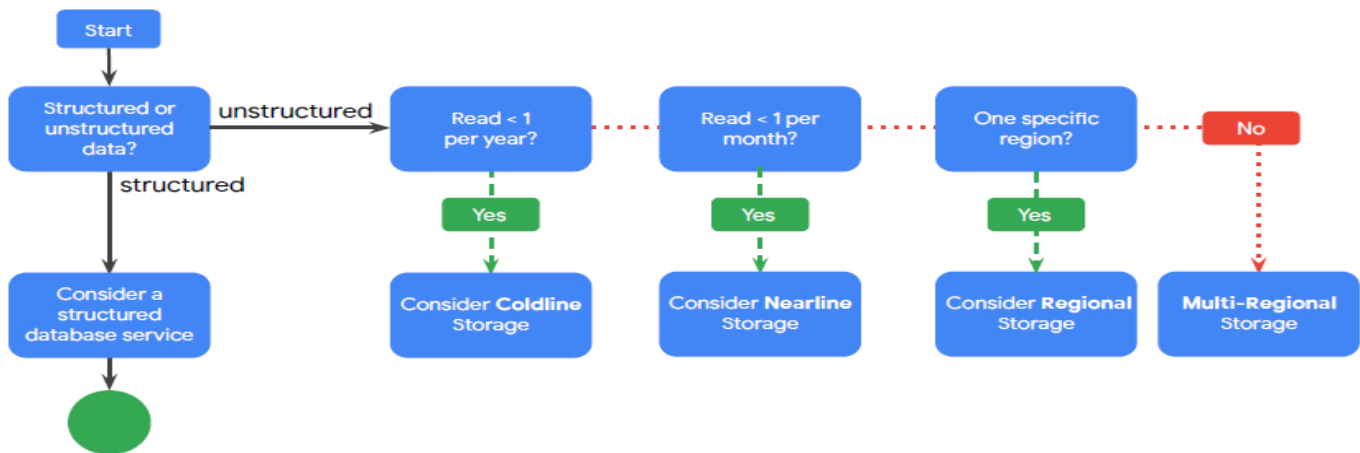 Start
Structured or
unstructured
data?
unstructured
structured
Consider a
structured
database service
Read < 1
per year?
Yes
Consider Coldline
Storage
Read < 1 per
month?
Yes
Consider Nearline
Storage
One specific
region?
Yes
Consider Regional
Storage
No
Multi-Regional
Storage